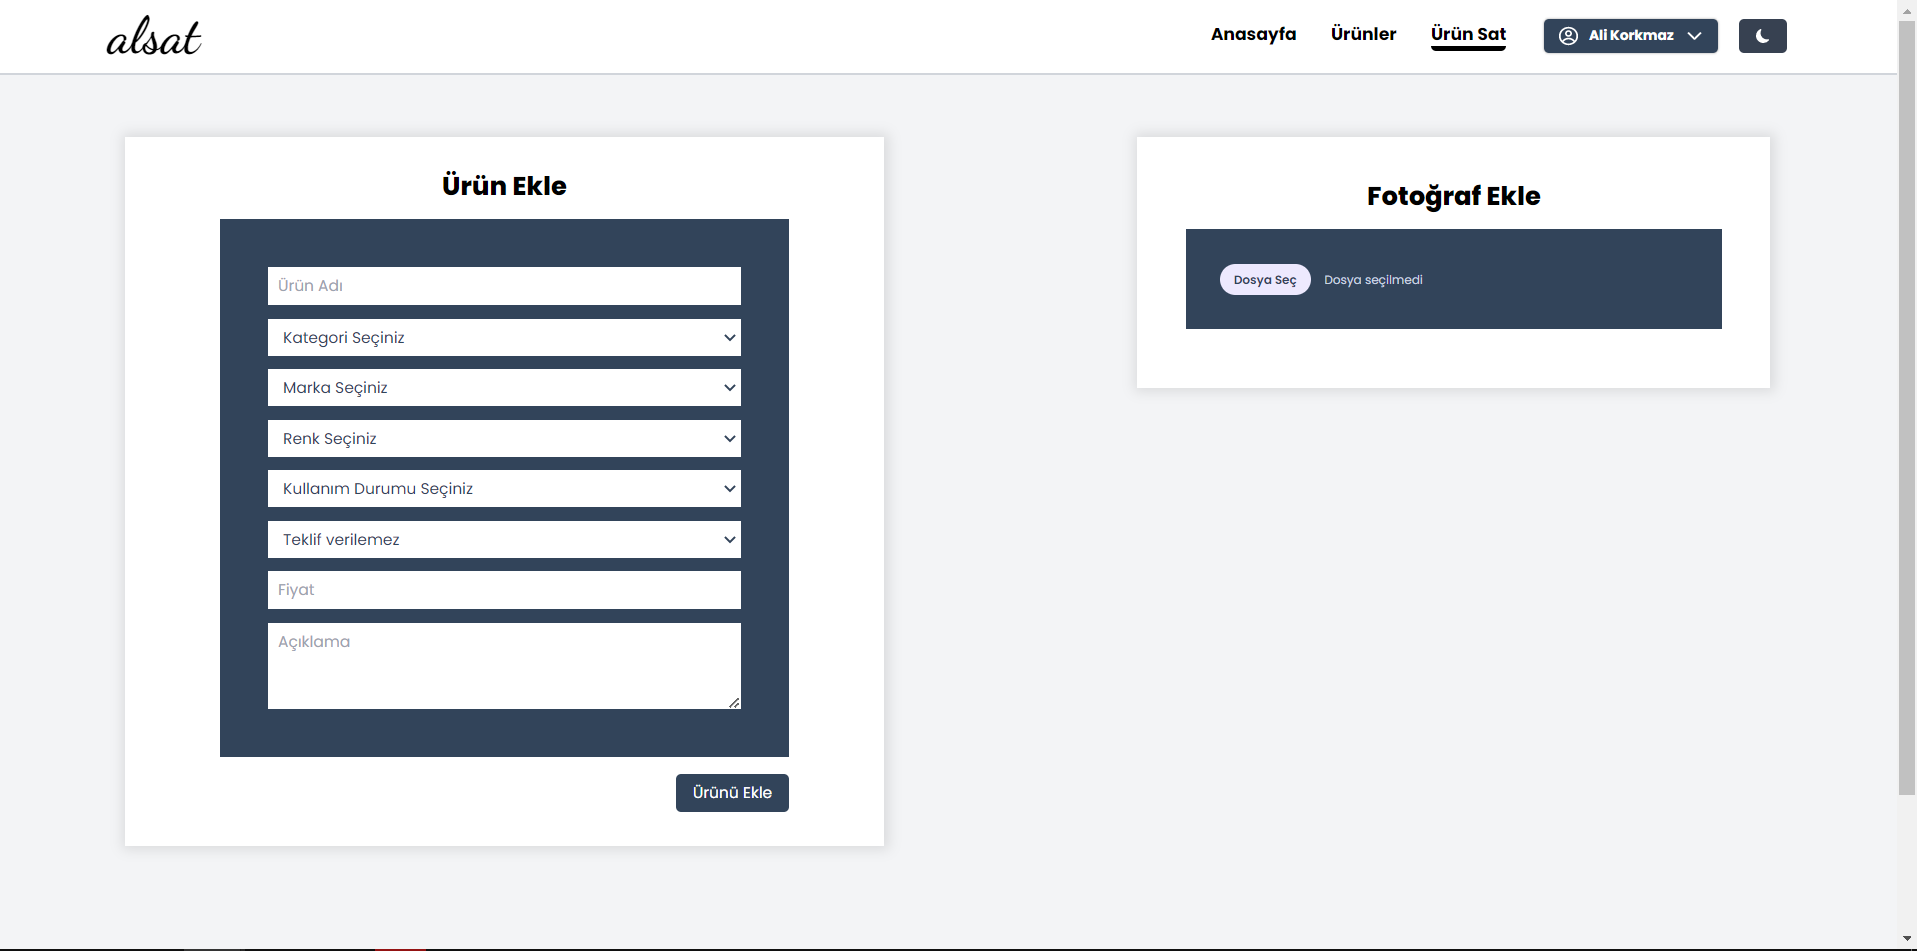 alsat
Anasayfa Ürünler Ürün Sat Ali Korkmaz
Ürün Ekle
Ürün Adı
Kategori Seçiniz
Marka Seçiniz
Renk Seçiniz
Kullanım Durumu Seçiniz
Teklif verilemez
Fiyat
Açıklama
Ürünü Ekle
Fotoğraf Ekle
Dosya Seç Dosya seçilmedi